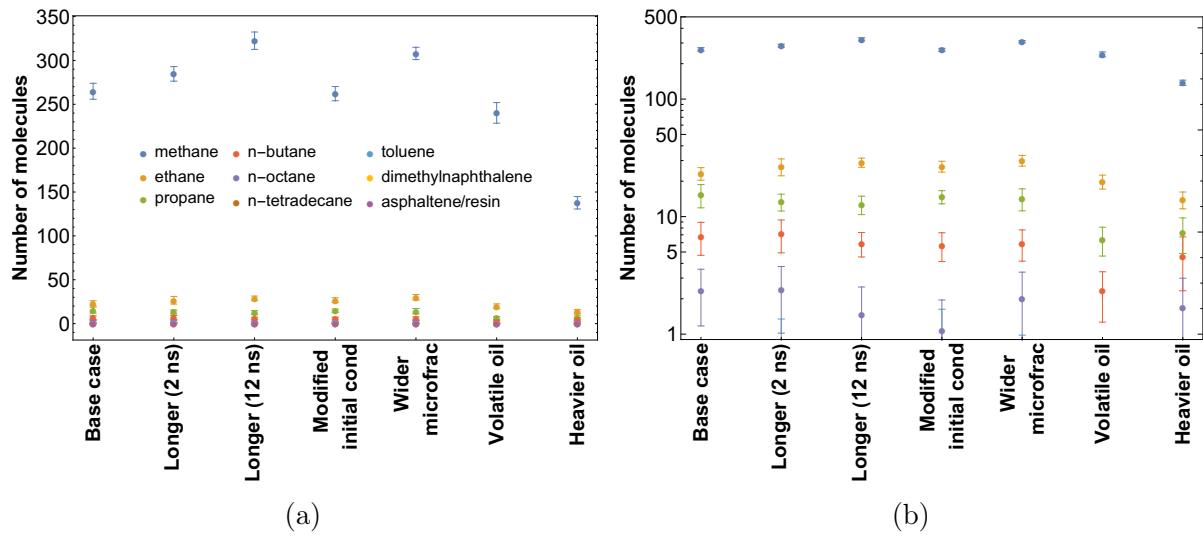 Number of molecules
350
300
250
200
150
100
50
0
methane
ethane
propane
n−butane
n−octane
n−tetradecane
toluene
dimethylnaphthalene
asphaltene/resin
Base case
Longer (2 ns)
Longer (12 ns)
Modified
initial cond
Wider
microfrac
Volatile oil
Heavier oil
(a)
Number of molecules
500
100
50
10
5
1
Base case
Longer (2 ns)
Longer (12 ns)
Modified
initial cond
Wider
microfrac
Volatile oil
Heavier oil
(b)